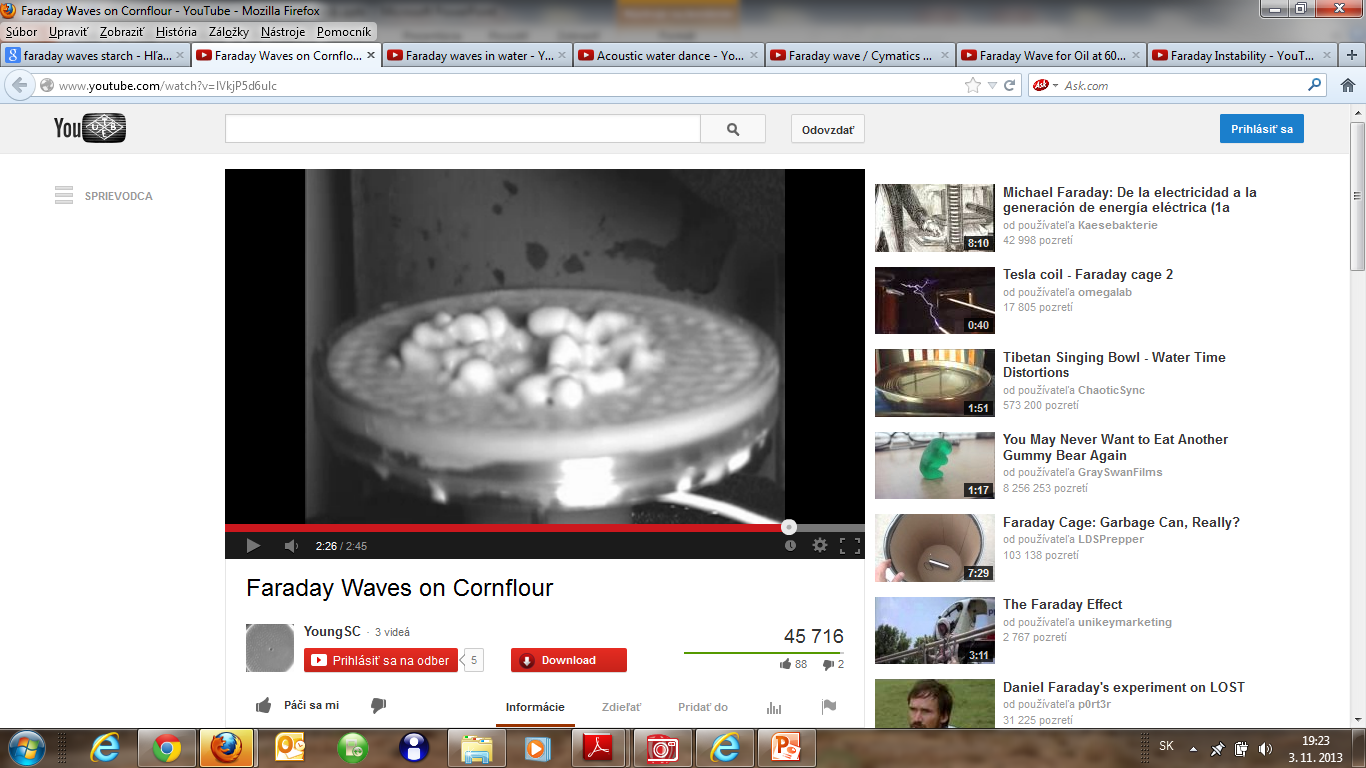 Faraday Waves on Cornflour - YouTube - Mozilla Firefox
Súbor Upraviť Zobraziť História Záložky Nástroje Pomocník
faraday waves starch - Hľa... Faraday Waves on Cornflo... Faraday waves in water - Y... Acoustic water dance - Yo... Faraday wave / Cymatics ... Faraday Wave for Oil at 60... Faraday Instability - YouT...
Ask Ask.com
You
Odovzdať
Prihlásiť sa
SPRIEVODCA
2:26 / 2:45
Faraday Waves on Cornflour
YoungSC - 3 videá
Prihlásiť sa na odber 5
Download
45 716
88 2
Páči sa mi
Informácie Zdieľať Pridať do
8:10
Michael Faraday: De la electricidad a la
generación de energía eléctrica (1a
od používateľa Kaesebakterie
42 998 pozretí
0:40
Tesla coil - Faraday cage 2
od používateľa omegalab
17 805 pozretí
1:51
Tibetan Singing Bowl - Water Time
Distortions
od používateľa ChaoticSync
573 200 pozretí
1:17
You May Never Want to Eat Another
Gummy Bear Again
od používateľa GraySwanFilms
8 256 253 pozretí
7:29
Faraday Cage: Garbage Can, Really?
od používateľa LDSPrepper
103 138 pozretí
3:11
The Faraday Effect
od používateľa unikeymarketing
2 767 pozretí
Daniel Faraday's experiment on LOST
od používateľa p0rt3r
31 225 pozretí
SK
19:23
3. 11. 2013